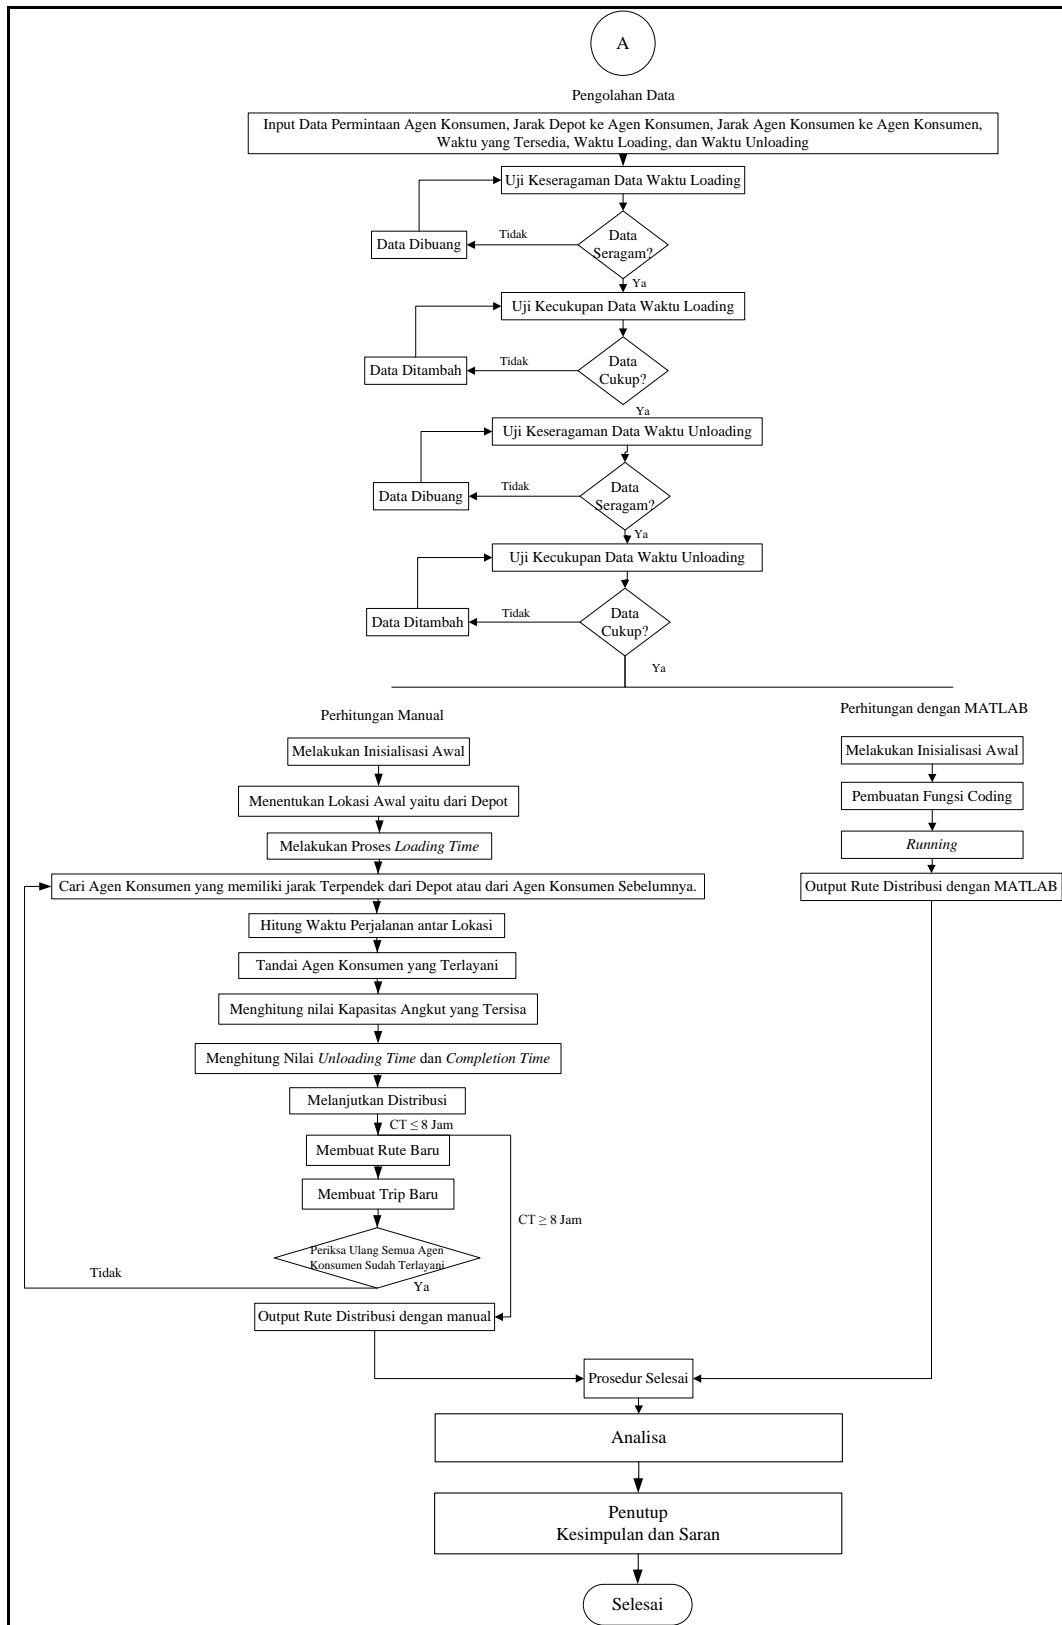 A
Pengolahan Data
Input Data Permintaan Agen Konsumen, Jarak Depot ke Agen Konsumen, Jarak Agen Konsumen ke Agen Konsumen,
Waktu yang Tersedia, Waktu Loading, dan Waktu Unloading
Uji Keseragaman Data Waktu Loading
Data
Seragam?
Tidak
Data Dibuang
Ya
Uji Kecukupan Data Waktu Loading
Data
Cukup?
Tidak
Data Ditambah
Ya
Uji Keseragaman Data Waktu Unloading
Data
Seragam?
Tidak
Data Dibuang
Ya
Uji Kecukupan Data Waktu Unloading
Data
Cukup?
Tidak
Data Ditambah
Ya
Perhitungan Manual
Melakukan Inisialisasi Awal
Menentukan Lokasi Awal yaitu dari Depot
Melakukan Proses Loading Time
Cari Agen Konsumen yang memiliki jarak Terpendek dari Depot atau dari Agen Konsumen Sebelumnya.
Hitung Waktu Perjalanan antar Lokasi
Tandai Agen Konsumen yang Terlayani
Menghitung nilai Kapasitas Angkut yang Tersisa
Menghitung Nilai Unloading Time dan Completion Time
Melanjutkan Distribusi
CT ≤ 8 Jam
Membuat Rute Baru
Membuat Trip Baru
CT ≥ 8 Jam
Periksa Ulang Semua Agen
Konsumen Sudah Terlayani
Tidak
Ya
Output Rute Distribusi dengan manual
Perhitungan dengan MATLAB
Melakukan Inisialisasi Awal
Pembuatan Fungsi Coding
Running
Output Rute Distribusi dengan MATLAB
Prosedur Selesai
Analisa
Penutup
Kesimpulan dan Saran
Selesai